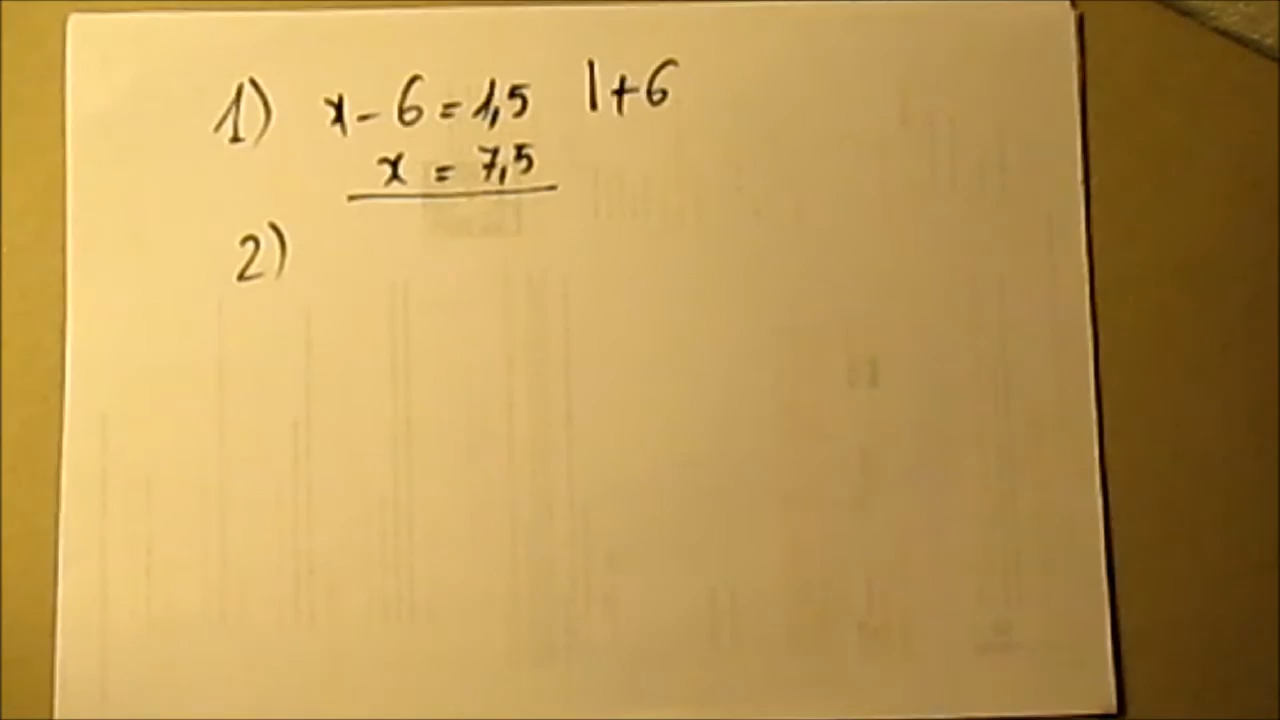 1) x - 6 = 1,5 |+6
x = 7,5
2)